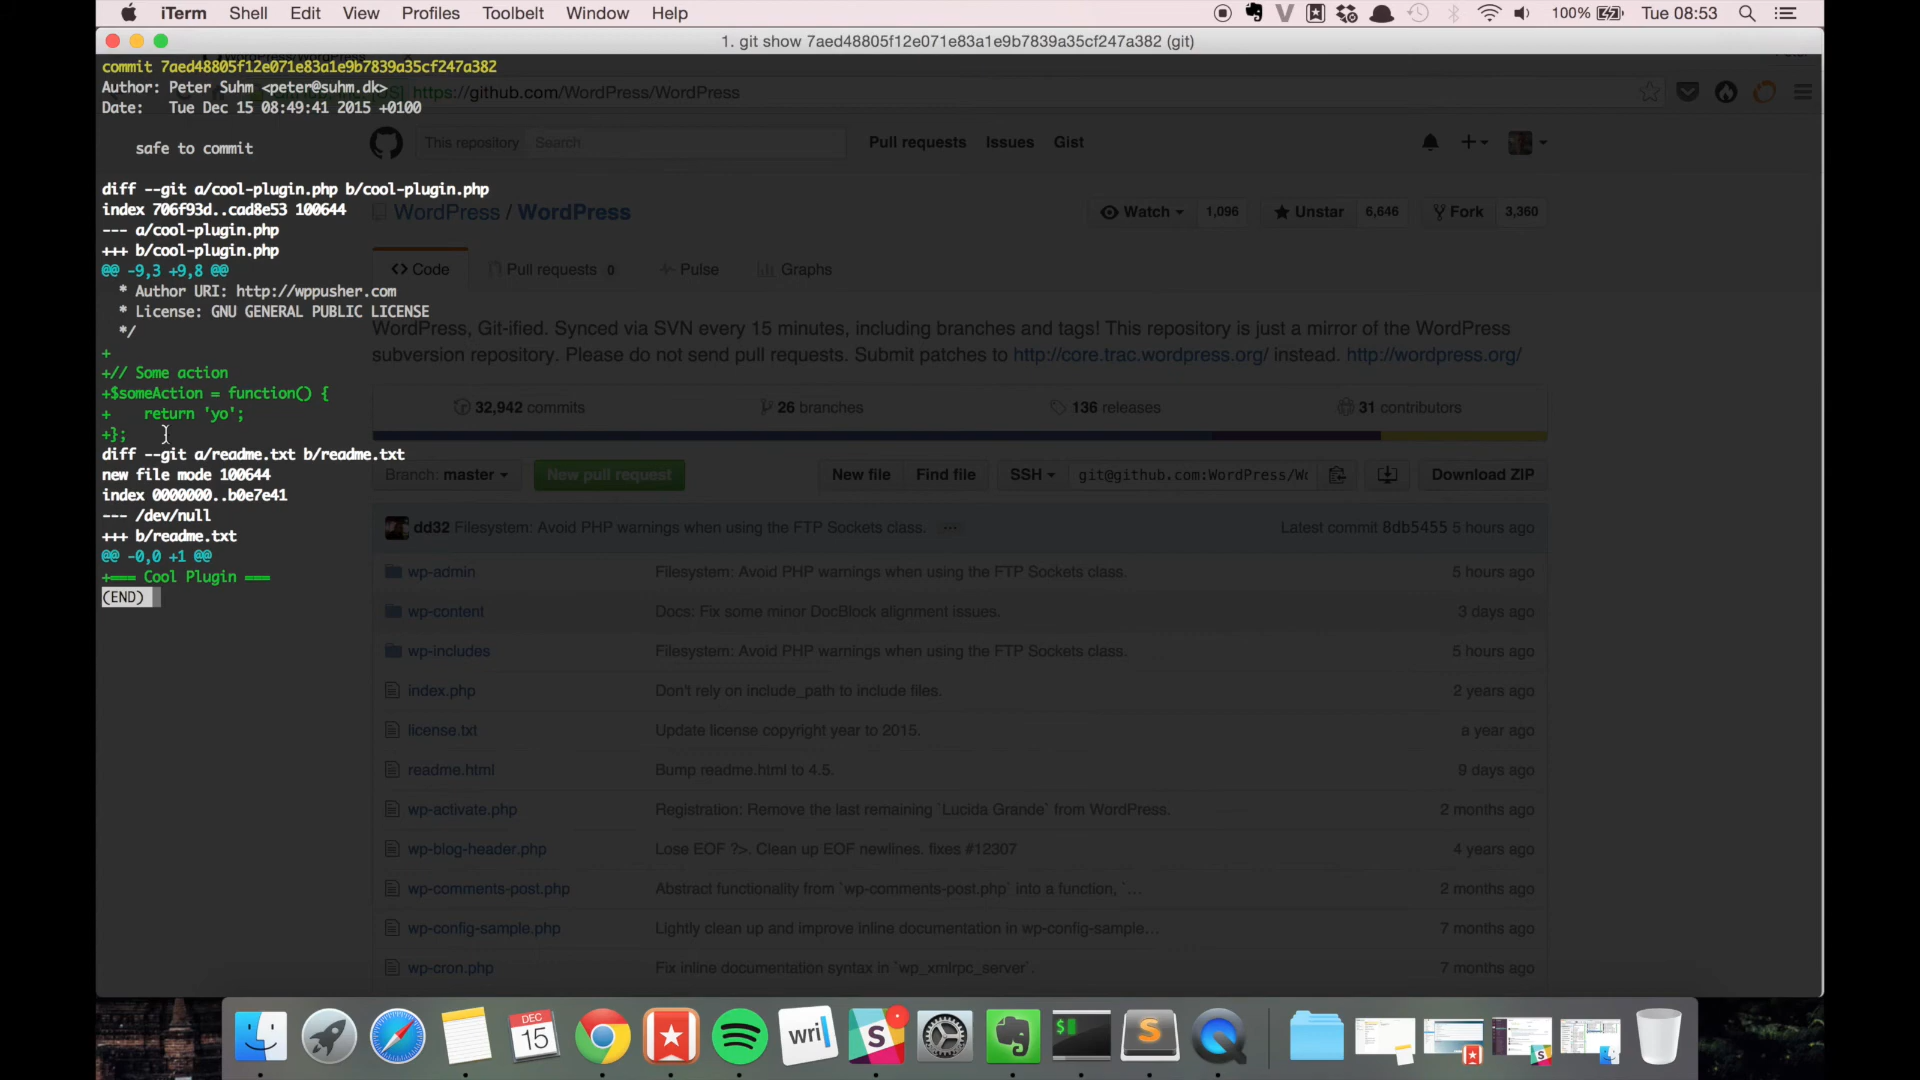 iTerm Shell Edit View Profiles Toolbelt Window Help 100% Tue 08:53
1. git show 7aed48805f12e071e83a1e9b7839a35cf247a382 (git)
commit 7aed48805f12e071e83a1e9b7839a35cf247a382
Author: Peter Suhm <peter@suhm.dk>
https://github.com/WordPress/WordPress
Date:   Tue Dec 15 08:49:41 2015 +0100
This repository Search Pull requests Issues Gist
safe to commit
diff --git a/cool-plugin.php b/cool-plugin.php
index 706f93d..cad8e53 100644
WordPress / WordPress Watch 1,096 Unstar 6,646 Fork 3,360
--- a/cool-plugin.php
+++ b/cool-plugin.php
@@ -9,3 +9,8 @@
<> Code Pull requests 0 Pulse Graphs
* Author URI: http://wppusher.com
* License: GNU GENERAL PUBLIC LICENSE
*/
WordPress, Git-ified. Synced via SVN every 15 minutes, including branches and tags! This repository is just a mirror of the WordPress
subversion repository. Please do not send pull requests. Submit patches to http://core.trac.wordpress.org/ instead. http://wordpress.org/
+
+// Some action
+$someAction = function() {
+    return 'yo';
+};
32,942 commits 26 branches 136 releases 31 contributors
diff --git a/readme.txt b/readme.txt
new file mode 100644
index 0000000..b0e7e41
--- /dev/null
+++ b/readme.txt
@@ -0,0 +1 @@
+=== Cool Plugin ===
(END)
Branch: master New pull request New file Find file SSH git@github.com:WordPress/Wo Download ZIP
dd32 Filesystem: Avoid PHP warnings when using the FTP Sockets class. ... Latest commit 8db5455 5 hours ago
wp-admin Filesystem: Avoid PHP warnings when using the FTP Sockets class. 5 hours ago
wp-content Docs: Fix some minor DocBlock alignment issues. 3 days ago
wp-includes Filesystem: Avoid PHP warnings when using the FTP Sockets class. 5 hours ago
index.php Don't rely on include_path to include files. 2 years ago
license.txt Update license copyright year to 2015. a year ago
readme.html Bump readme.html to 4.5. 9 days ago
wp-activate.php Registration: Remove the last remaining `Lucida Grande` from WordPress. 2 months ago
wp-blog-header.php Lose EOF ?>. Clean up EOF newlines. fixes #12307 4 years ago
wp-comments-post.php Abstract functionality from `wp-comments-post.php` into a function, `… 2 months ago
wp-config-sample.php Lightly clean up and improve inline documentation in wp-config-sample… 7 months ago
wp-cron.php Fix inline documentation syntax in `wp_xmlrpc_server`. 7 months ago
DEC
15
wri
$